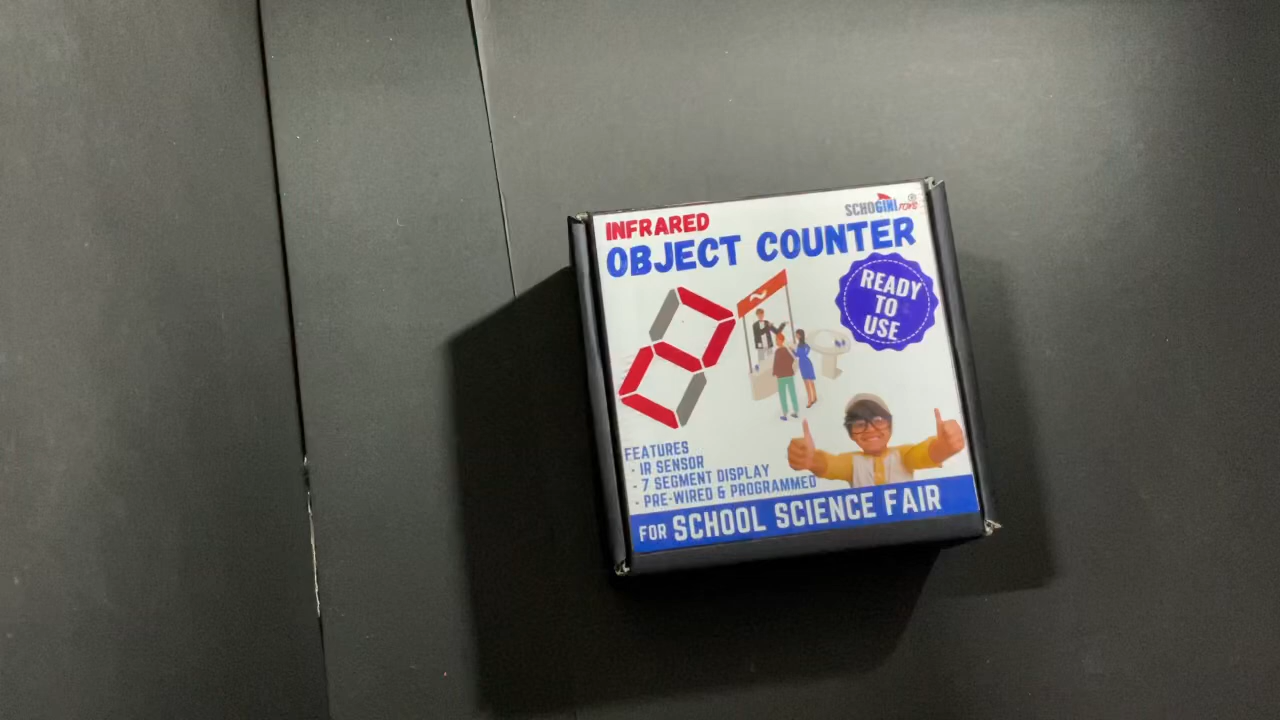 INFRARED
SCHOGINI TOYS ®
OBJECT COUNTER
READY
TO
USE
FEATURES
- IR SENSOR
- 7 SEGMENT DISPLAY
- PRE-WIRED & PROGRAMMED
FOR SCHOOL SCIENCE FAIR